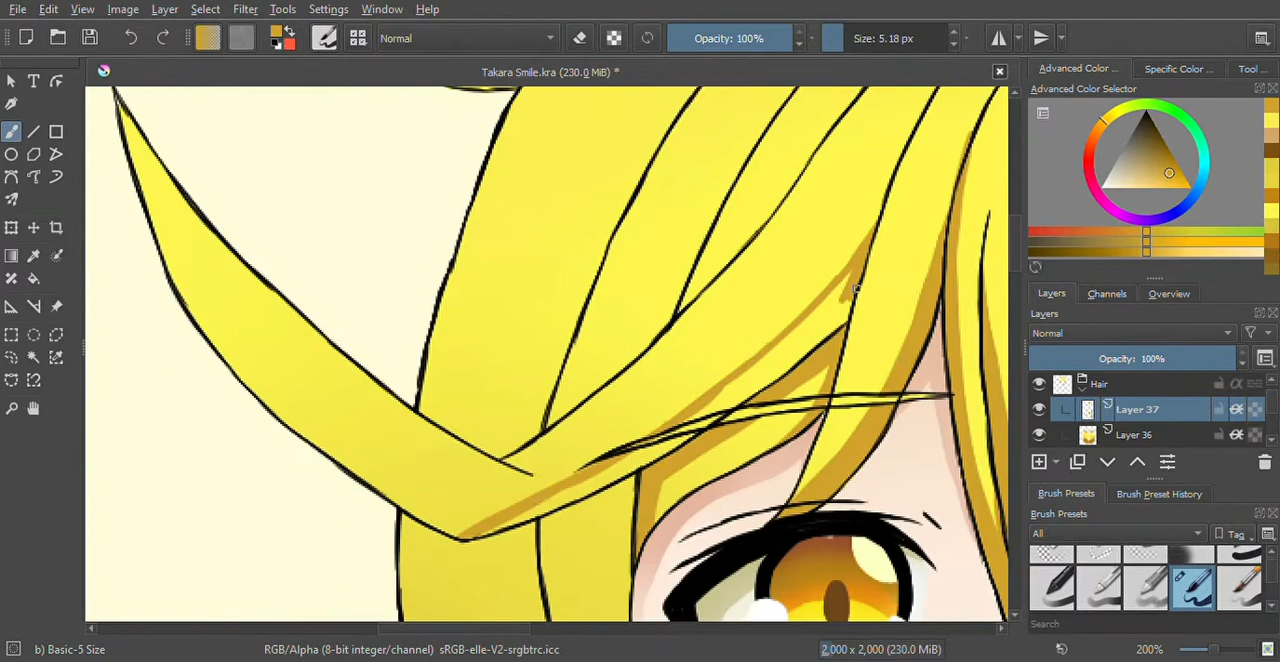 File Edit View Image Layer Select Filter Tools Settings Window Help
Normal Opacity: 100% Size: 5.18 px
Takara Smile.kra (230.0 MiB) *
Advanced Color ... Specific Color ... Tool ...
Advanced Color Selector
Layers Channels Overview
Layers
Normal
Opacity: 100%
Hair
Layer 37
Layer 36
Brush Presets Brush Preset History
Brush Presets
All Tag
Search
b) Basic-5 Size RGB/Alpha (8-bit integer/channel) sRGB-elle-V2-srgbtrc.icc 2,000 x 2,000 (230.0 MiB) 200%